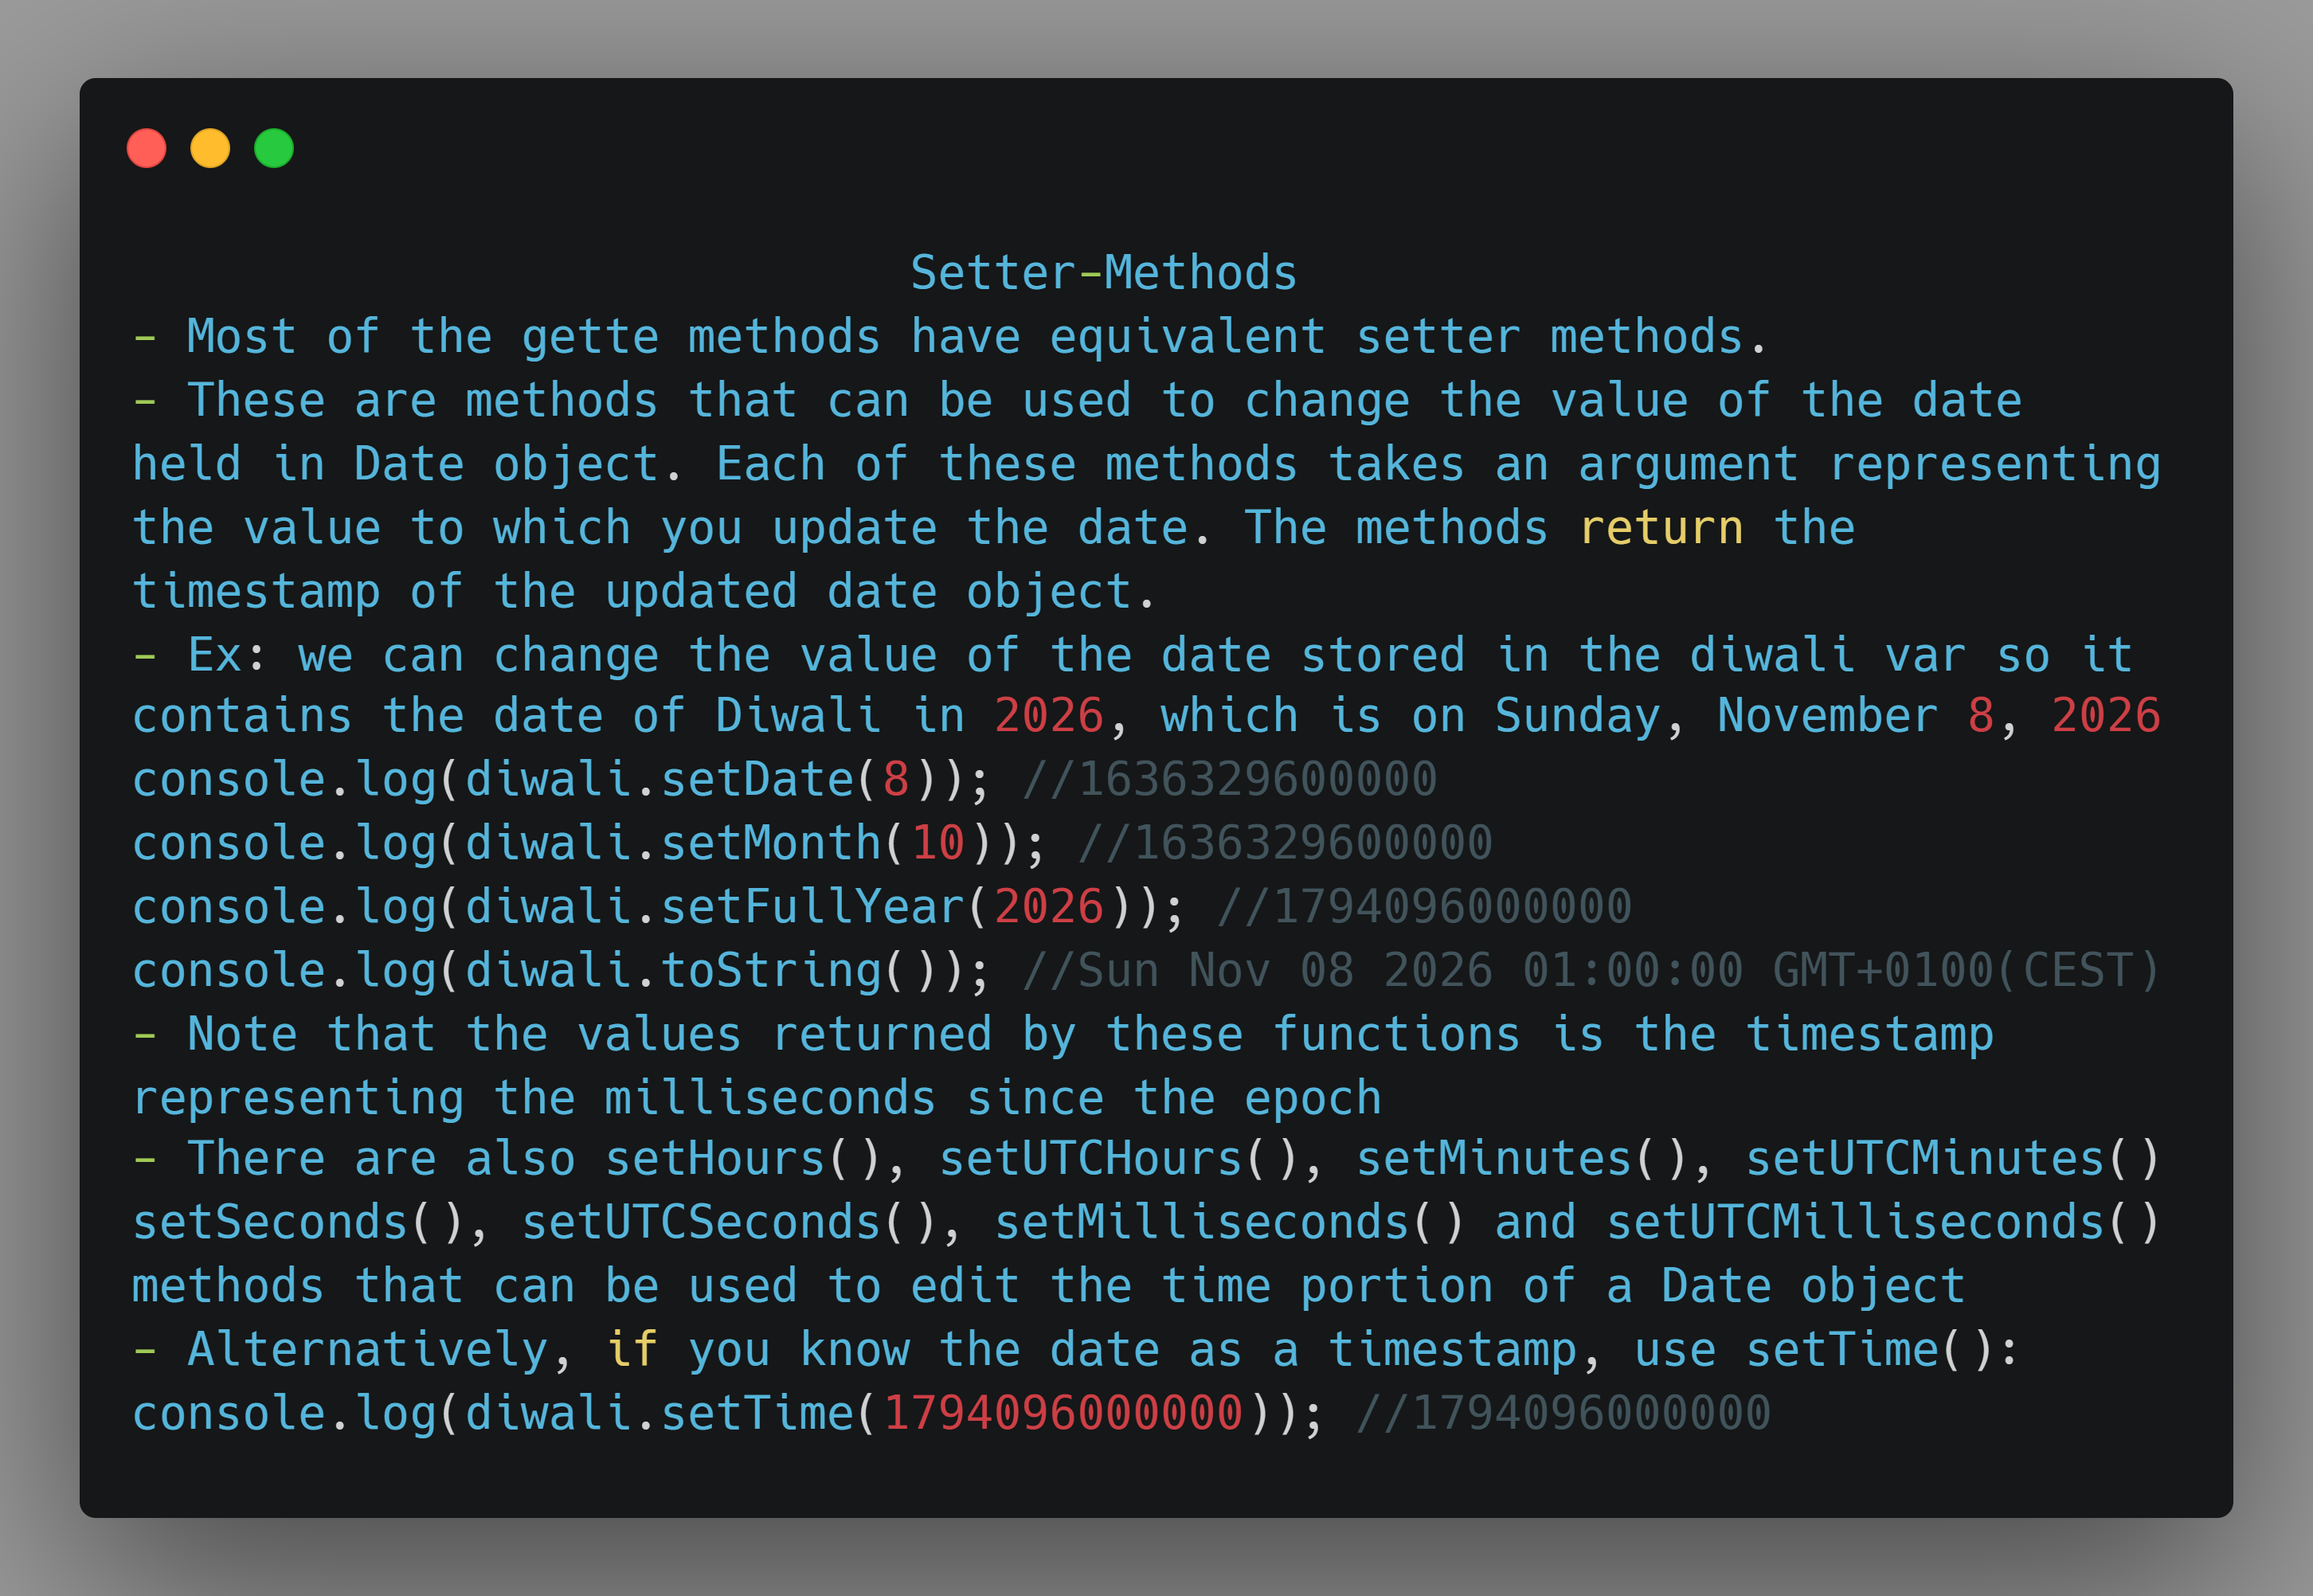 Setter-Methods
- Most of the gette methods have equivalent setter methods.
- These are methods that can be used to change the value of the date
held in Date object. Each of these methods takes an argument representing
the value to which you update the date. The methods return the
timestamp of the updated date object.
- Ex: we can change the value of the date stored in the diwali var so it
contains the date of Diwali in 2026, which is on Sunday, November 8, 2026
console.log(diwali.setDate(8)); //1636329600000
console.log(diwali.setMonth(10)); //1636329600000
console.log(diwali.setFullYear(2026)); //1794096000000
console.log(diwali.toString()); //Sun Nov 08 2026 01:00:00 GMT+0100(CEST)
- Note that the values returned by these functions is the timestamp
representing the milliseconds since the epoch
- There are also setHours(), setUTCHours(), setMinutes(), setUTCMinutes()
setSeconds(), setUTCSeconds(), setMilliseconds() and setUTCMilliseconds()
methods that can be used to edit the time portion of a Date object
- Alternatively, if you know the date as a timestamp, use setTime():
console.log(diwali.setTime(1794096000000)); //1794096000000